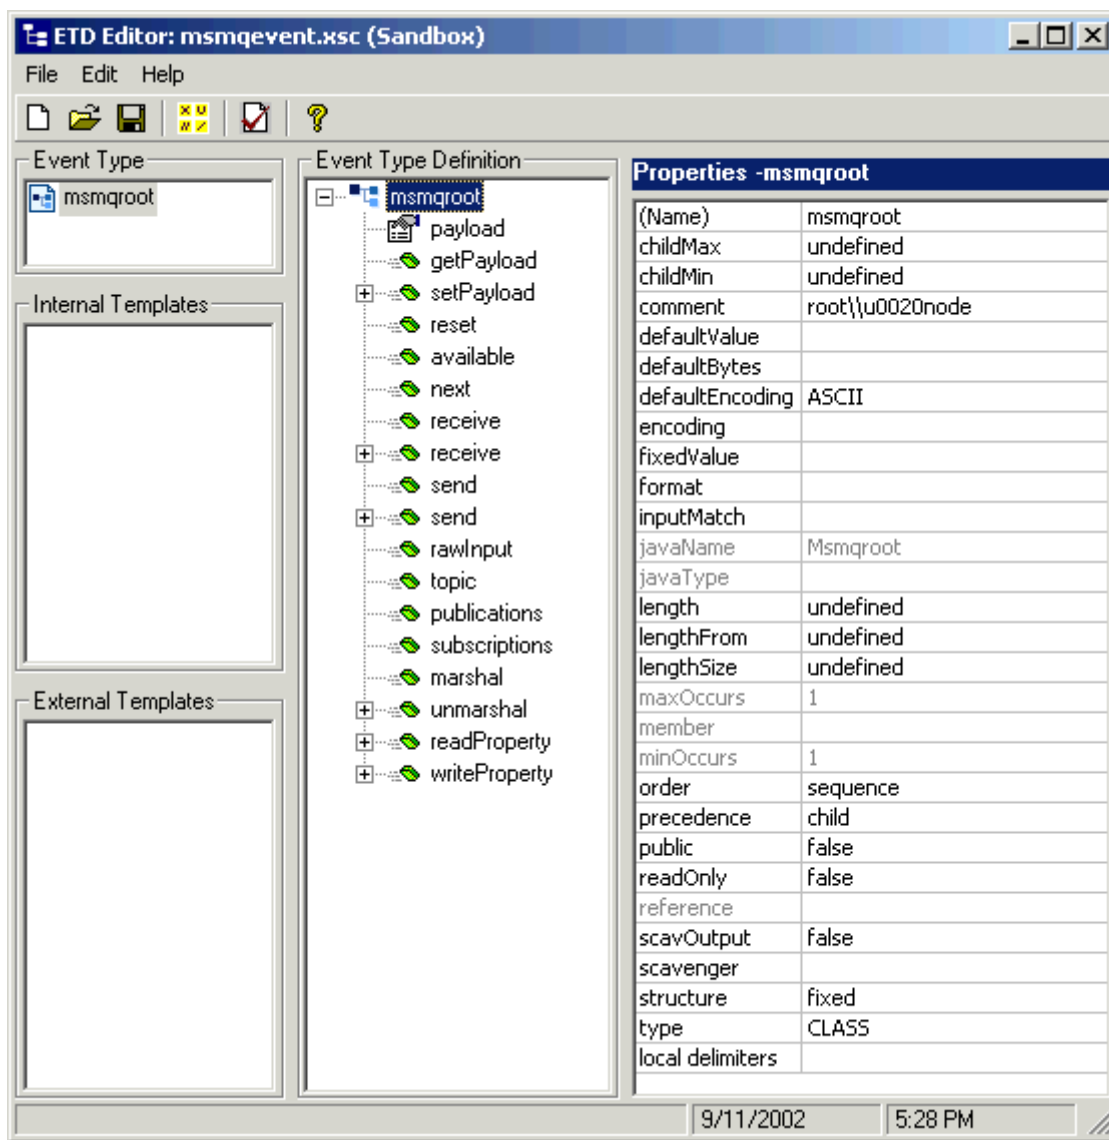 ETD Editor: msmqevent.xsc (Sandbox)
File Edit Help
Event Type
msmqroot
Internal Templates
External Templates
Event Type Definition
msmqroot
payload
getPayload
setPayload
reset
available
next
receive
receive
send
send
rawInput
topic
publications
subscriptions
marshal
unmarshal
readProperty
writeProperty
Properties -msmqroot
(Name) msmqroot
childMax undefined
childMin undefined
comment root\\u0020node
defaultValue
defaultBytes
defaultEncoding ASCII
encoding
fixedValue
format
inputMatch
javaName Msmqroot
javaType
length undefined
lengthFrom undefined
lengthSize undefined
maxOccurs 1
member
minOccurs 1
order sequence
precedence child
public false
readOnly false
reference
scavOutput false
scavenger
structure fixed
type CLASS
local delimiters
9/11/2002 5:28 PM